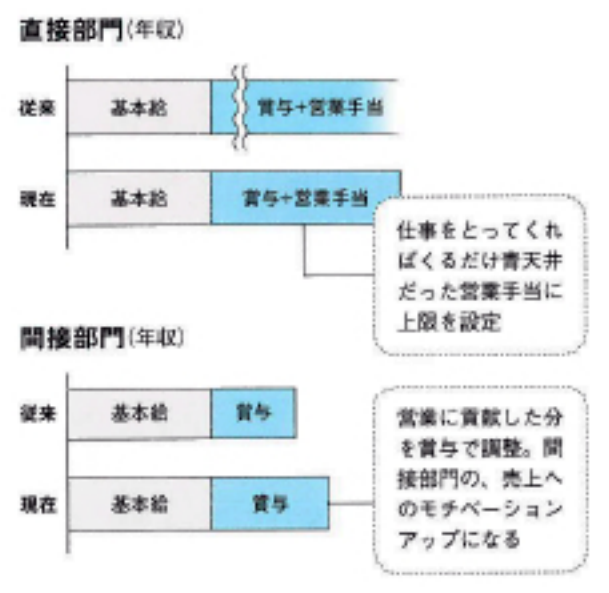 直接部門(年収)
従来
基本給
賞与+営業手当
現在
基本給
賞与+営業手当
仕事をとってくれ
ばくるだけ青天井
だった営業手当に
上限を設定
間接部門(年収)
従来
基本給
賞与
現在
基本給
賞与
営業に貢献した分
を賞与で調整。間
接部門の、売上へ
のモチベーション
アップになる